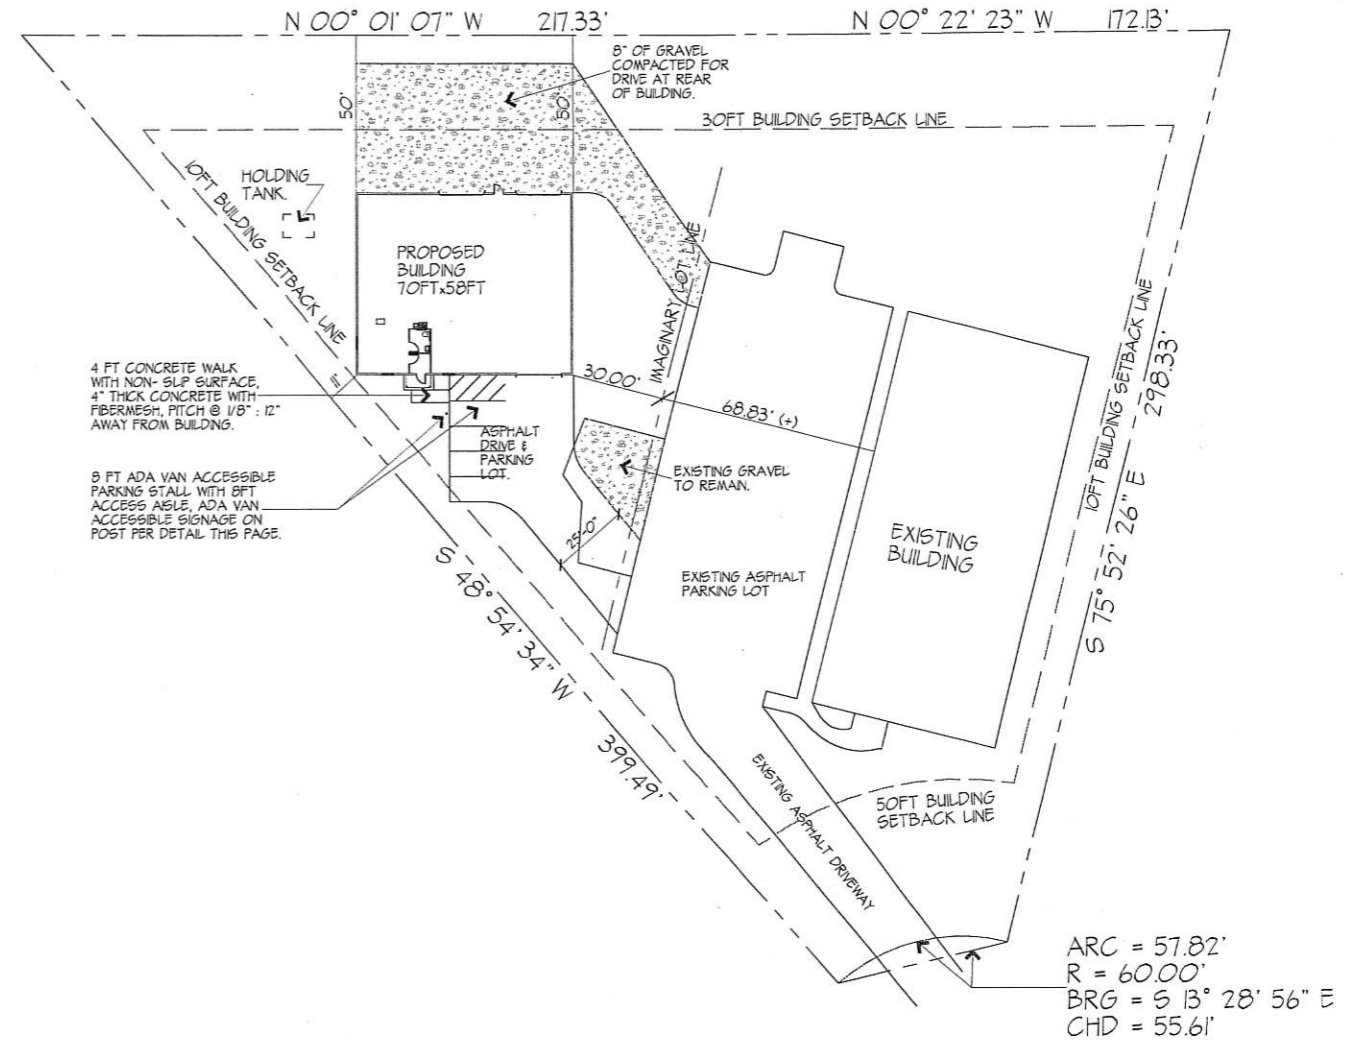 N 00° 01' 07" W 217.33'
N 00° 22' 23" W 172.13'
8" OF GRAVEL
COMPACTED FOR
DRIVE AT REAR
OF BUILDING.
50'
50'
30FT BUILDING SETBACK LINE
10FT BUILDING SETBACK LINE
HOLDING
TANK.
PROPOSED
BUILDING
70FT x58FT
IMAGINARY LOT LINE
10FT BUILDING SETBACK LINE
298.33'
S 75° 52' 26" E
4 FT CONCRETE WALK
WITH NON- SLIP SURFACE,
4" THICK CONCRETE WITH
FIBERMESH, PITCH @ 1/8" : 12"
AWAY FROM BUILDING.
11'
30.00'
68.83' (+)
ASPHALT
DRIVE &
PARKING
LOT.
EXISTING GRAVEL
TO REMAIN.
8 FT ADA VAN ACCESSIBLE
PARKING STALL WITH 8FT
ACCESS AISLE, ADA VAN
ACCESSIBLE SIGNAGE ON
POST PER DETAIL THIS PAGE.
25'-0"
EXISTING
BUILDING
EXISTING ASPHALT
PARKING LOT
S 48° 54' 34" W
399.49'
EXISTING ASPHALT DRIVEWAY
50FT BUILDING
SETBACK LINE
ARC = 57.82'
R = 60.00'
BRG = S 13° 28' 56" E
CHD = 55.61'